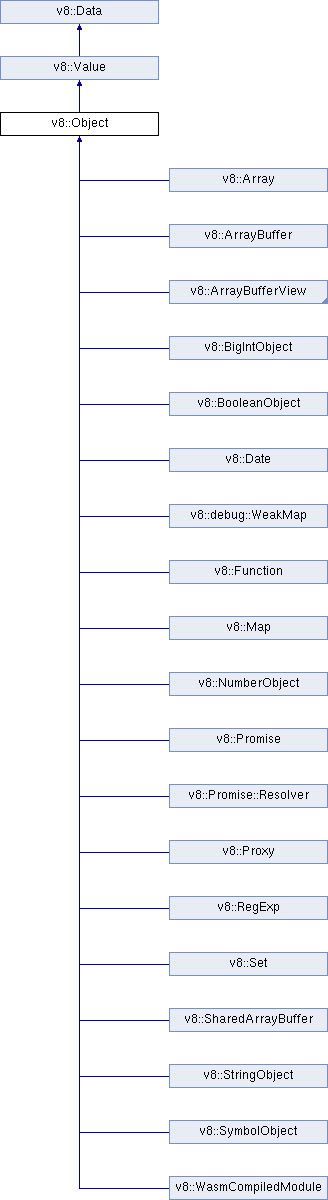 v8::Data
v8::Value
v8::Object
v8::Array
v8::ArrayBuffer
v8::ArrayBufferView
v8::BigIntObject
v8::BooleanObject
v8::Date
v8::debug::WeakMap
v8::Function
v8::Map
v8::NumberObject
v8::Promise
v8::Promise::Resolver
v8::Proxy
v8::RegExp
v8::Set
v8::SharedArrayBuffer
v8::StringObject
v8::SymbolObject
v8::WasmCompiledModule